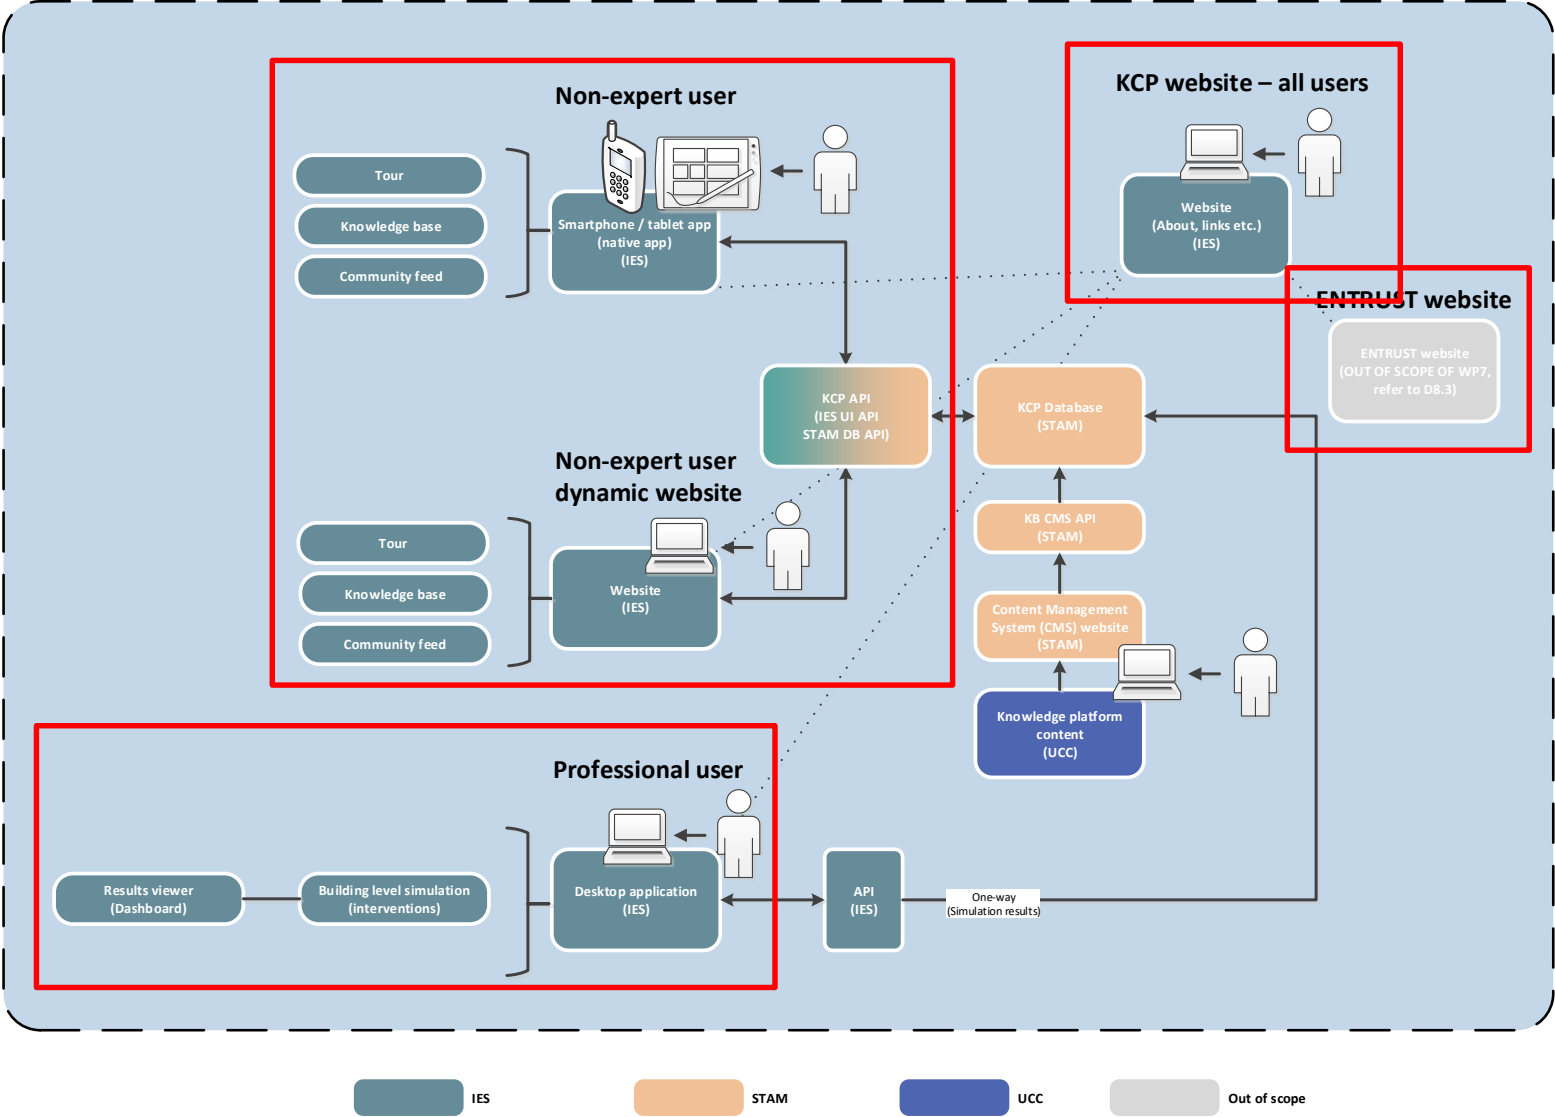 KCP website – all users
Non-expert user
Tour
Knowledge base
Community feed
Smartphone / tablet app
(native app)
(IES)
Website
(About, links etc.)
(IES)
ENTRUST website
ENTRUST website
(OUT OF SCOPE OF WP7,
refer to D8.3)
KCP API
(IES UI API
STAM DB API)
KCP Database
(STAM)
Non-expert user
dynamic website
Tour
Knowledge base
Community feed
Website
(IES)
KB CMS API
(STAM)
Content Management
System (CMS) website
(STAM)
Knowledge platform
content
(UCC)
Professional user
Results viewer
(Dashboard)
Building level simulation
(interventions)
Desktop application
(IES)
API
(IES)
One-way
(Simulation results)
IES
STAM
UCC
Out of scope